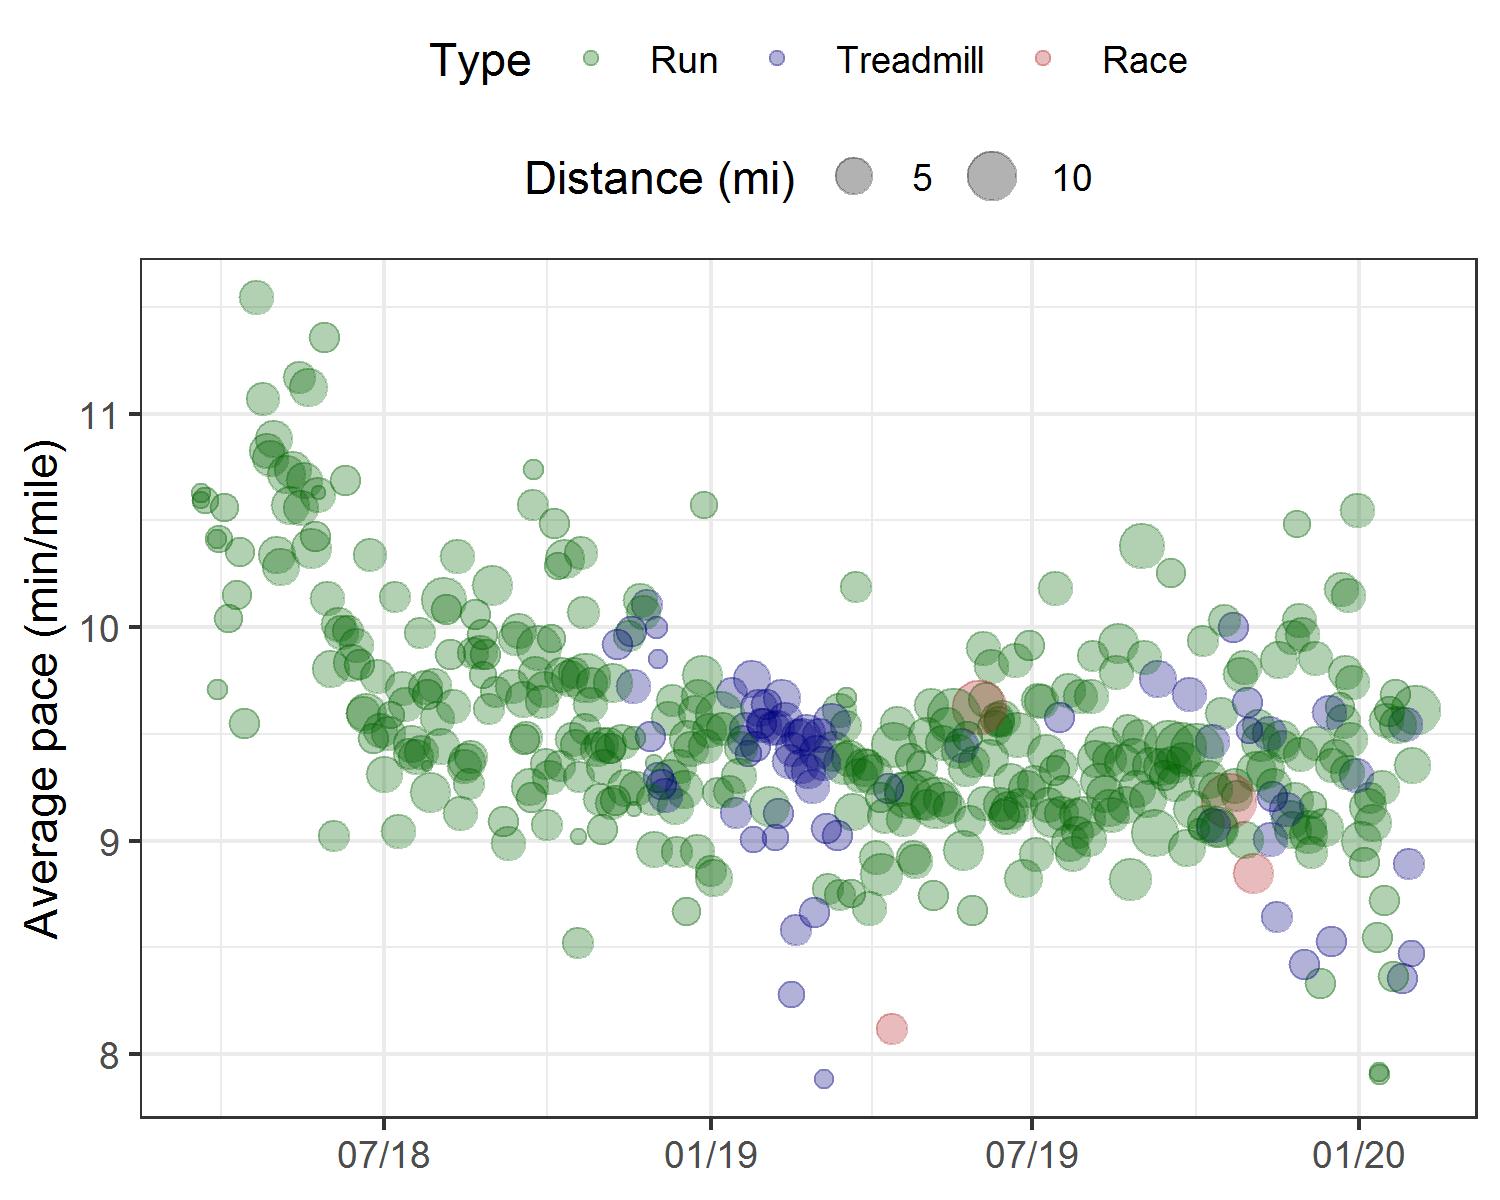 Type Run Treadmill Race
Distance (mi) 5 10
Average pace (min/mile)
11
10
9
8
07/18 01/19 07/19 01/20